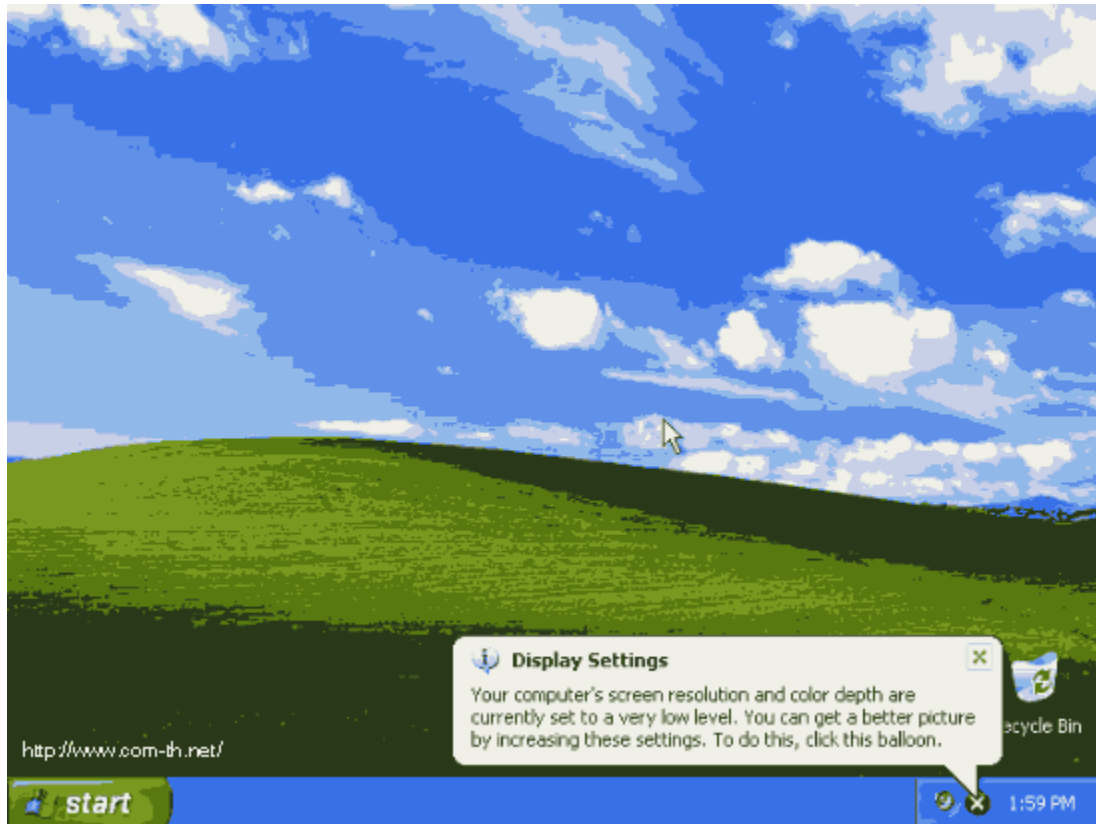 Display Settings
Your computer's screen resolution and color depth are
currently set to a very low level. You can get a better picture
by increasing these settings. To do this, click this balloon.
ecycle Bin
http://www.com-th.net/
start
1:59 PM